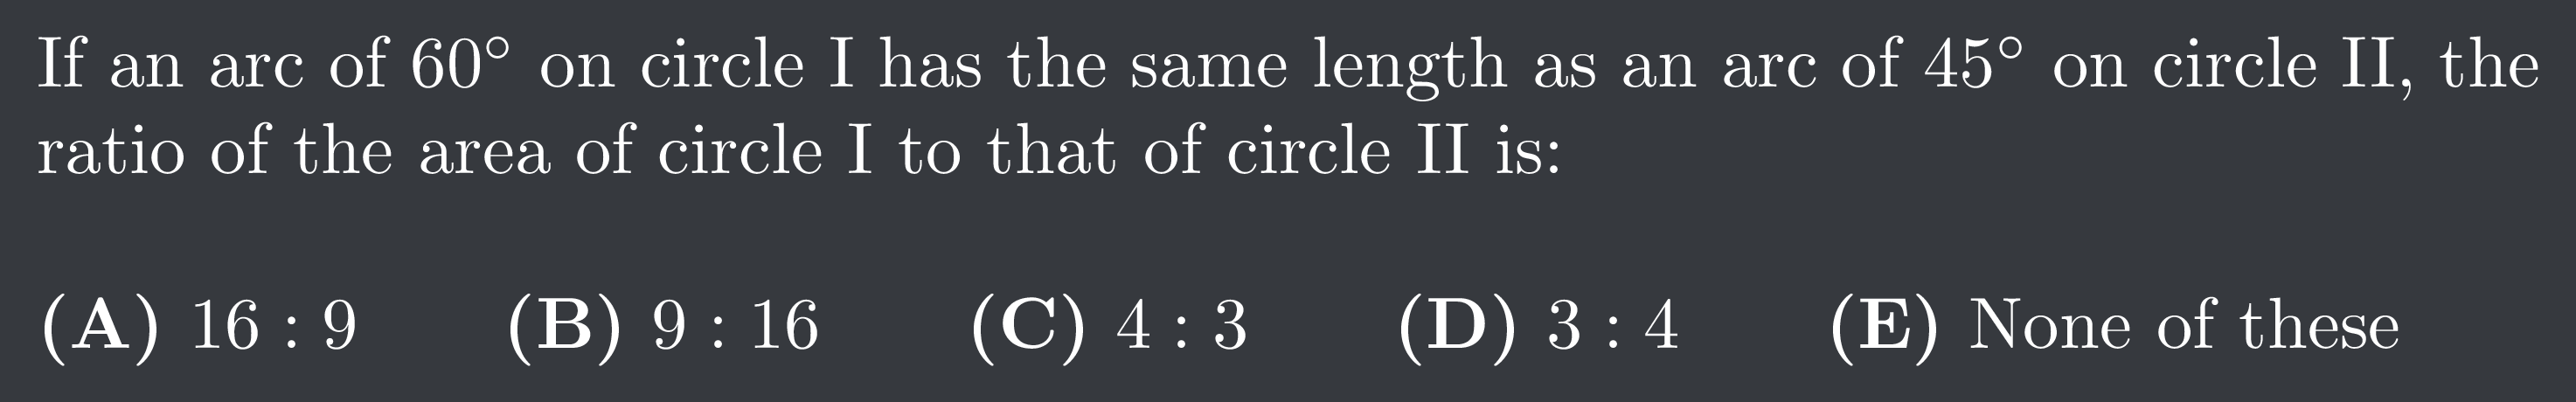 If an arc of 60° on circle I has the same length as an arc of 45° on circle II, the
ratio of the area of circle I to that of circle II is:
(A) 16 : 9 (B) 9 : 16 (C) 4 : 3 (D) 3 : 4 (E) None of these